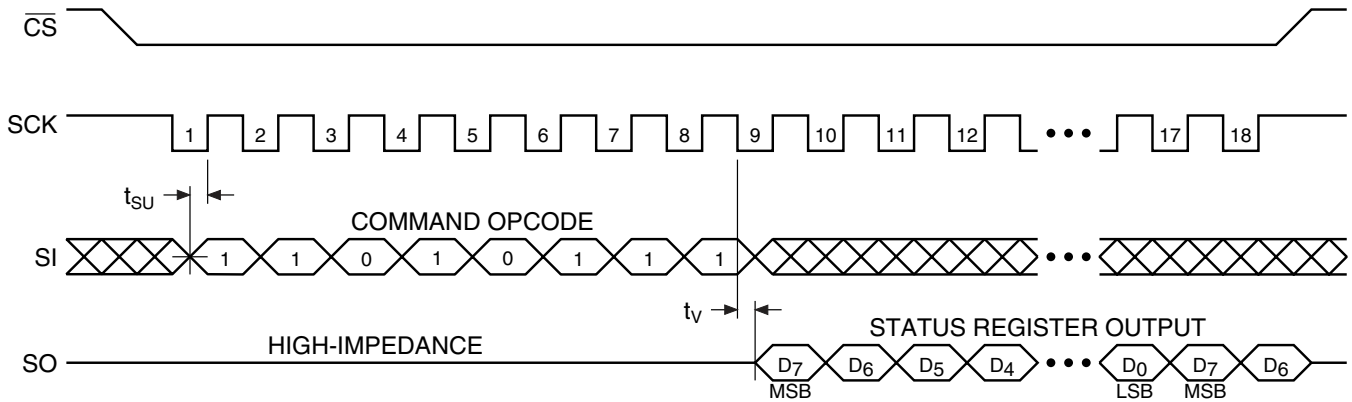 CS
SCK 1 2 3 4 5 6 7 8 9 10 11 12 ••• 17 18
tSU
COMMAND OPCODE
SI 1 1 0 1 0 1 1 1 •••
tV
HIGH-IMPEDANCE STATUS REGISTER OUTPUT
SO D7 D6 D5 D4 ••• D0 D7 D6
MSB LSB MSB